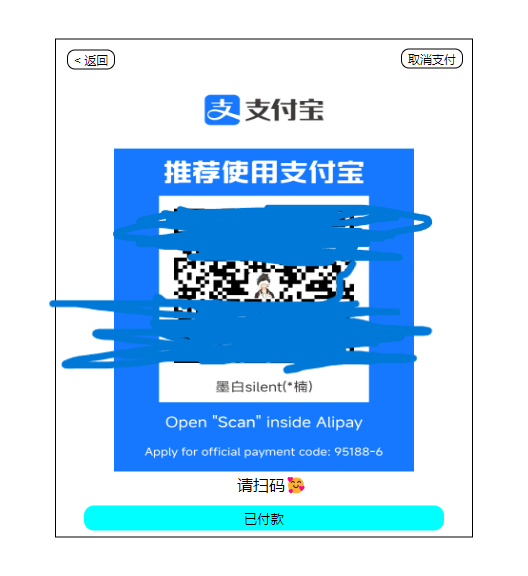 < 返回
取消支付
支 支付宝
推荐使用支付宝
墨白silent(*楠)
Open "Scan" inside Alipay
Apply for official payment code: 95188-6
请扫码🥰
已付款